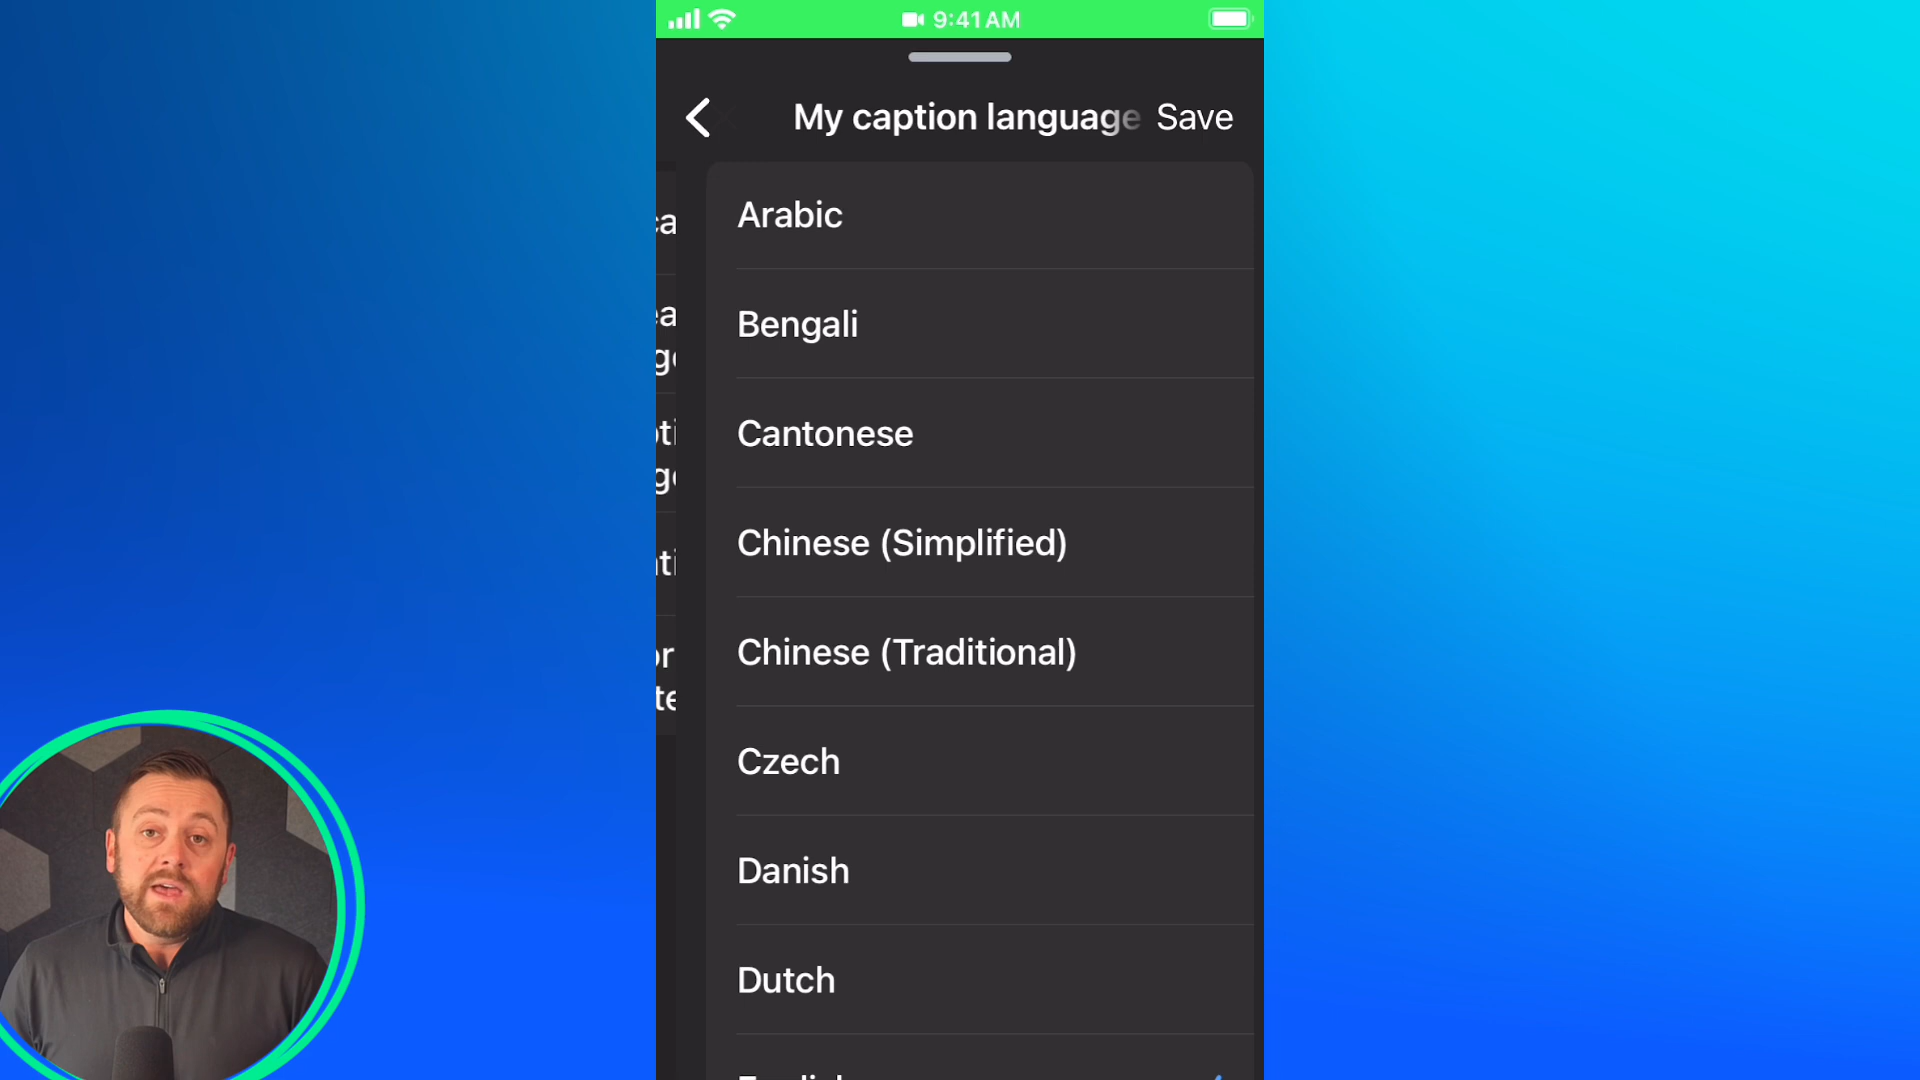 9:41 AM
My caption language
Save
Arabic
Bengali
Cantonese
Chinese (Simplified)
Chinese (Traditional)
Czech
Danish
Dutch